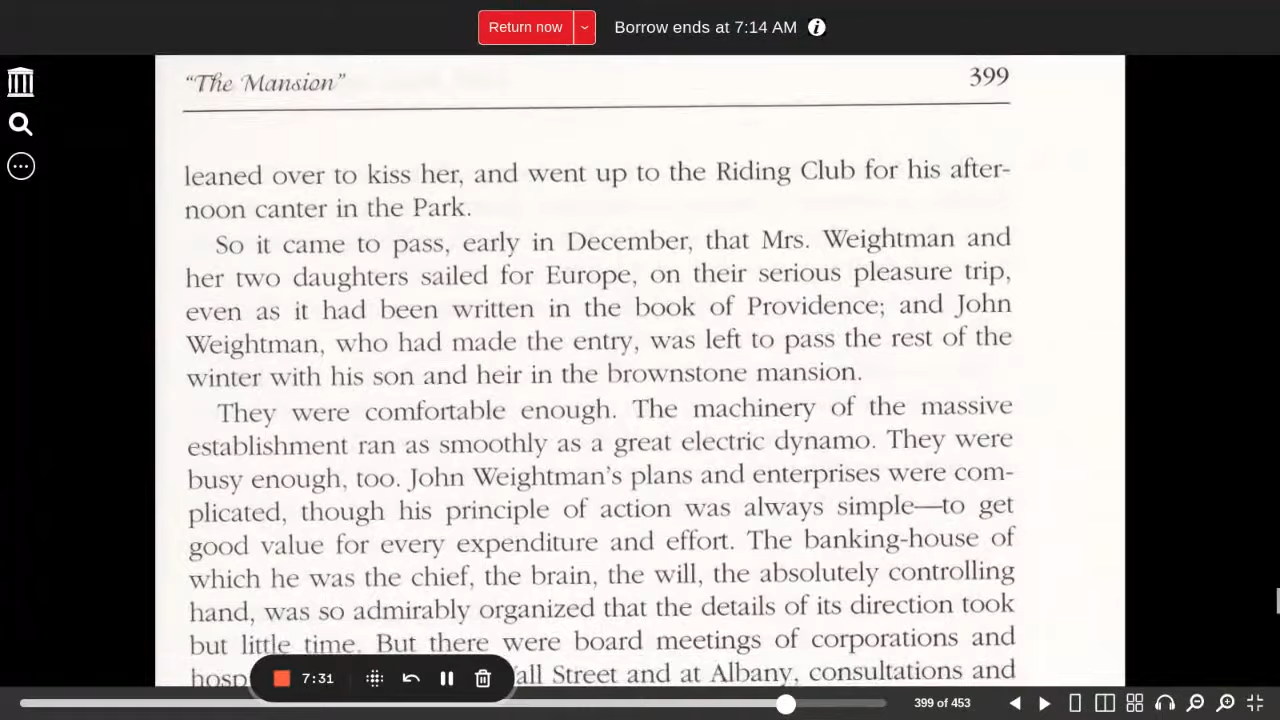 Return now
Borrow ends at 7:14 AM
"The Mansion" 399
leaned over to kiss her, and went up to the Riding Club for his after-
noon canter in the Park.
So it came to pass, early in December, that Mrs. Weightman and
her two daughters sailed for Europe, on their serious pleasure trip,
even as it had been written in the book of Providence; and John
Weightman, who had made the entry, was left to pass the rest of the
winter with his son and heir in the brownstone mansion.
They were comfortable enough. The machinery of the massive
establishment ran as smoothly as a great electric dynamo. They were
busy enough, too. John Weightman's plans and enterprises were com-
plicated, though his principle of action was always simple—to get
good value for every expenditure and effort. The banking-house of
which he was the chief, the brain, the will, the absolutely controlling
hand, was so admirably organized that the details of its direction took
but little time. But there were board meetings of corporations and
Street and at Albany, consultations and
7:31
399 of 453